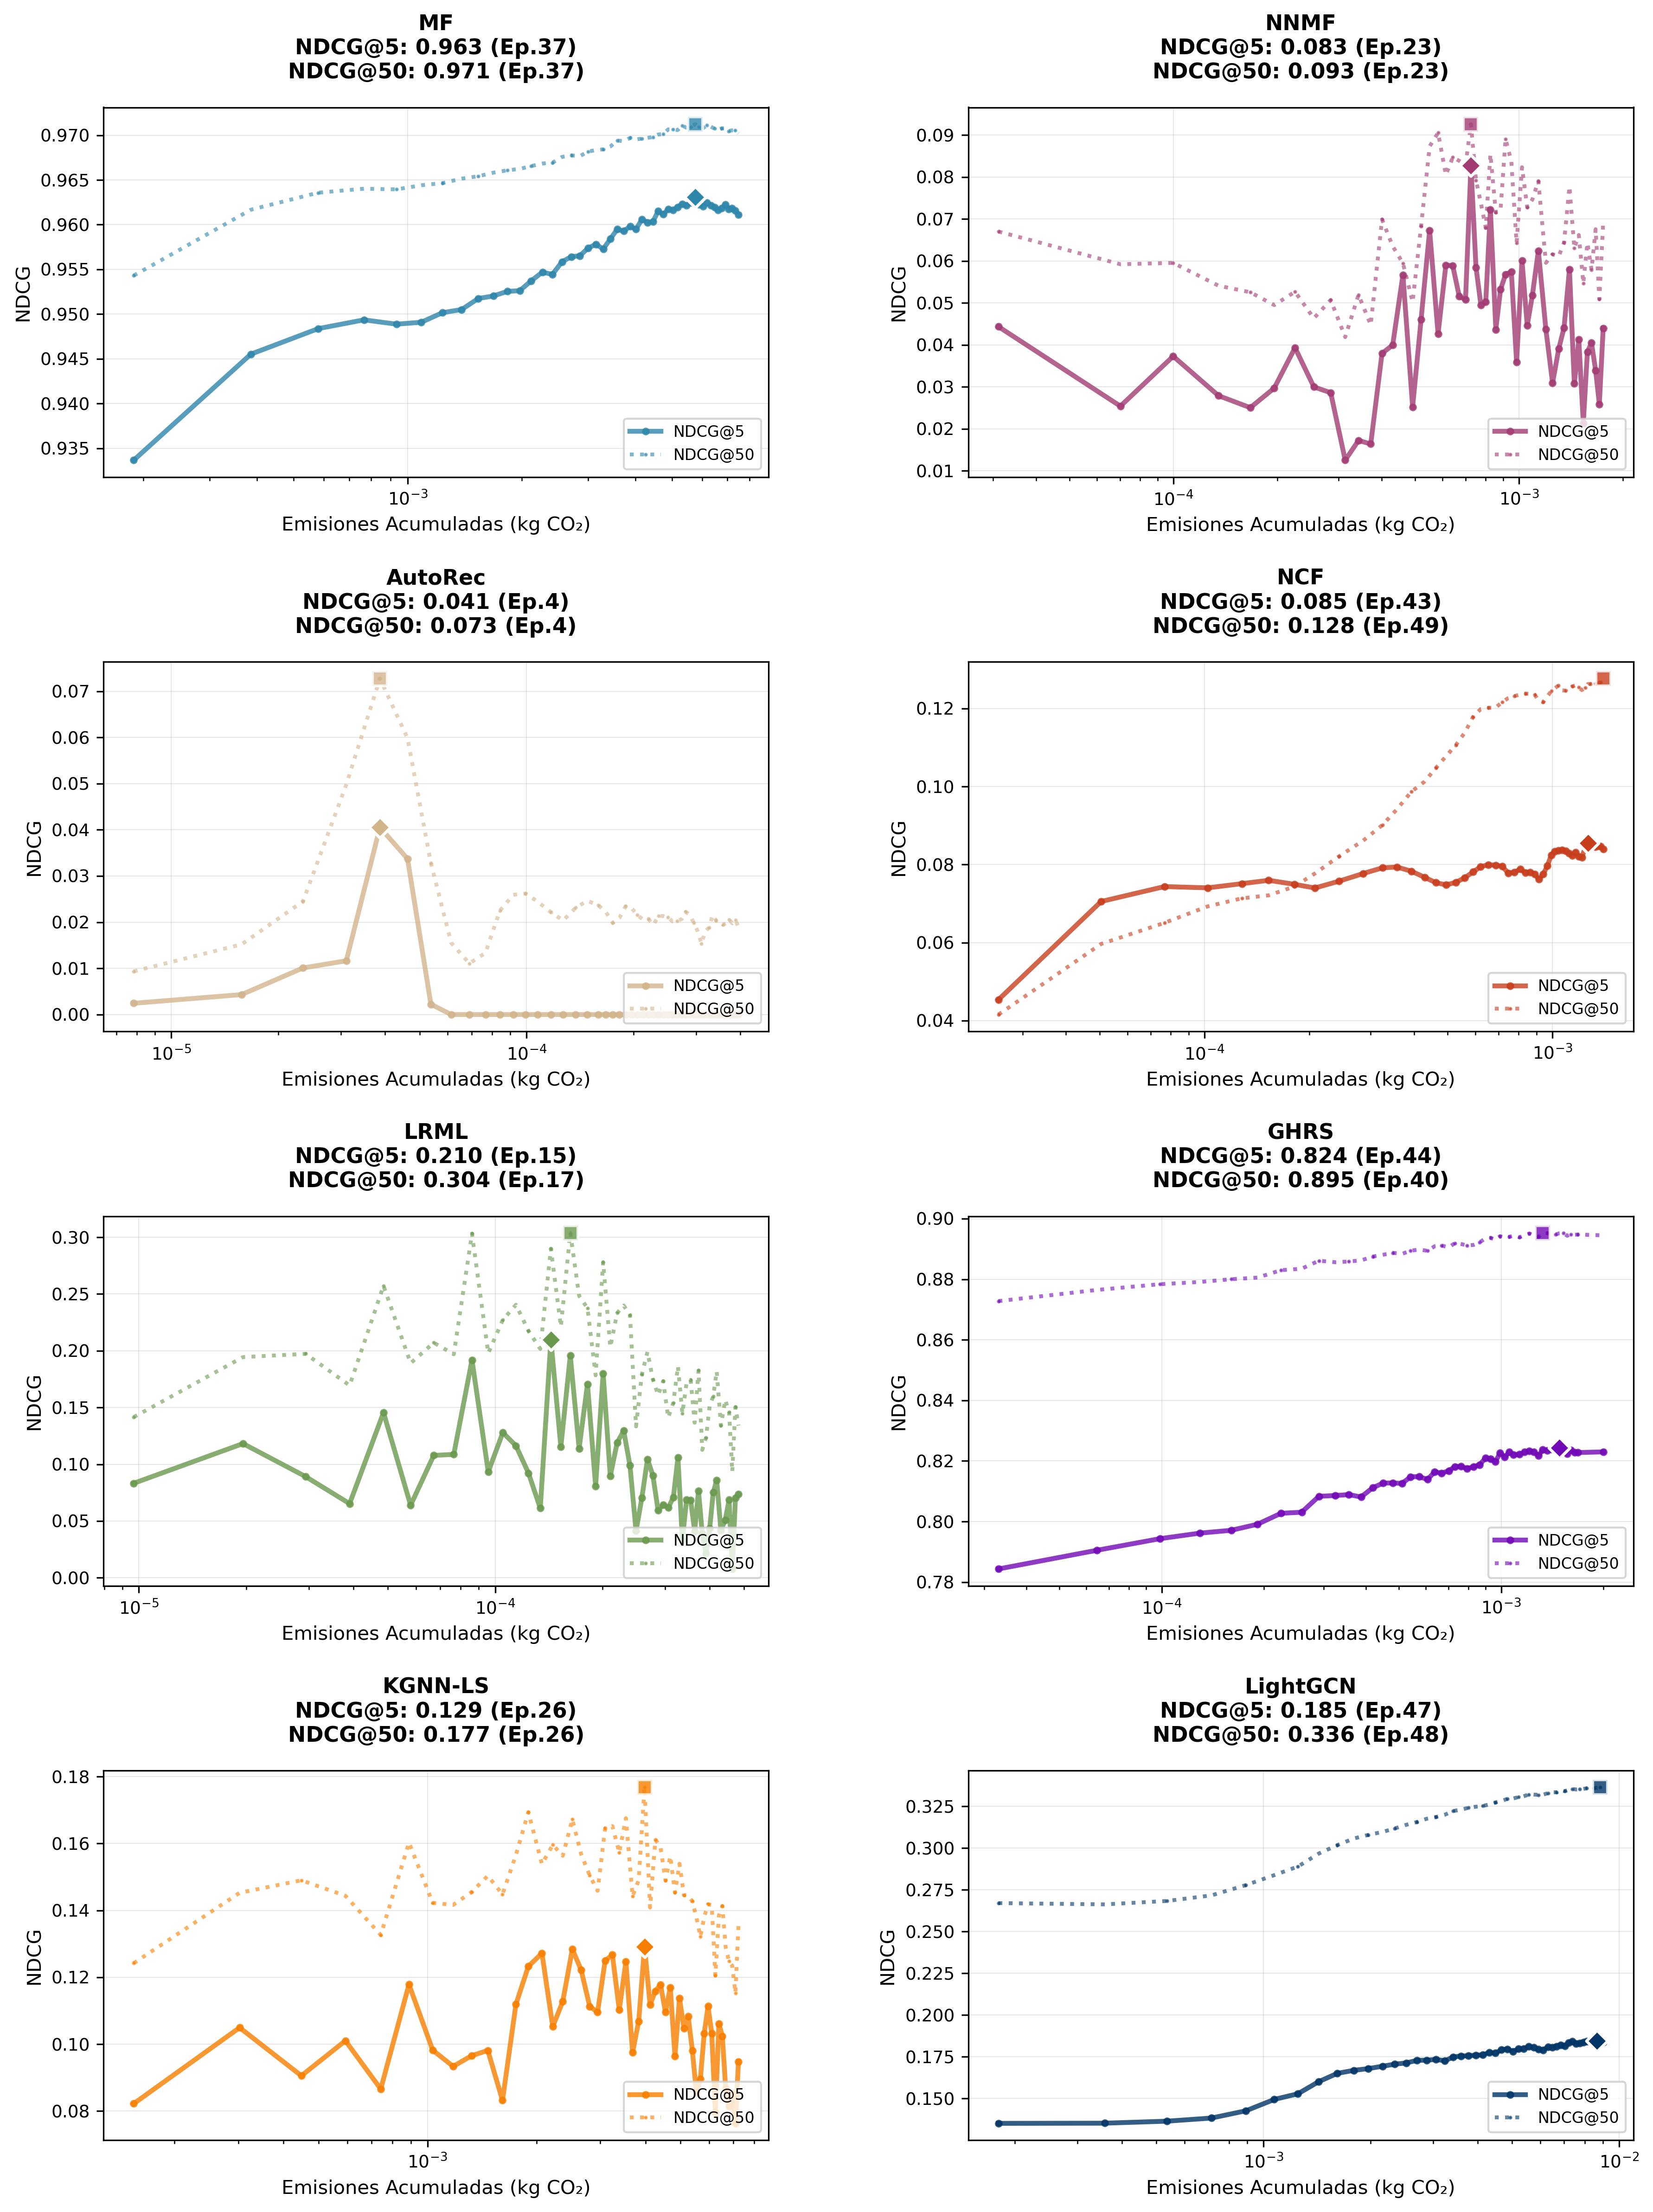 MF
NDCG@5: 0.963 (Ep.37)
NDCG@50: 0.971 (Ep.37)
0.970
0.965
0.960
0.955
0.950
0.945
0.940
0.935
NDCG
NDCG@5
NDCG@50
10⁻³
Emisiones Acumuladas (kg CO₂)
NNMF
NDCG@5: 0.083 (Ep.23)
NDCG@50: 0.093 (Ep.23)
0.09
0.08
0.07
0.06
0.05
0.04
0.03
0.02
0.01
NDCG
NDCG@5
NDCG@50
10⁻⁴ 10⁻³
Emisiones Acumuladas (kg CO₂)
AutoRec
NDCG@5: 0.041 (Ep.4)
NDCG@50: 0.073 (Ep.4)
0.07
0.06
0.05
0.04
0.03
0.02
0.01
0.00
NDCG
NDCG@5
NDCG@50
10⁻⁵ 10⁻⁴
Emisiones Acumuladas (kg CO₂)
NCF
NDCG@5: 0.085 (Ep.43)
NDCG@50: 0.128 (Ep.49)
0.12
0.10
0.08
0.06
0.04
NDCG
NDCG@5
NDCG@50
10⁻⁴ 10⁻³
Emisiones Acumuladas (kg CO₂)
LRML
NDCG@5: 0.210 (Ep.15)
NDCG@50: 0.304 (Ep.17)
0.30
0.25
0.20
0.15
0.10
0.05
0.00
NDCG
NDCG@5
NDCG@50
10⁻⁵ 10⁻⁴
Emisiones Acumuladas (kg CO₂)
GHRS
NDCG@5: 0.824 (Ep.44)
NDCG@50: 0.895 (Ep.40)
0.90
0.88
0.86
0.84
0.82
0.80
0.78
NDCG
NDCG@5
NDCG@50
10⁻⁴ 10⁻³
Emisiones Acumuladas (kg CO₂)
KGNN-LS
NDCG@5: 0.129 (Ep.26)
NDCG@50: 0.177 (Ep.26)
0.18
0.16
0.14
0.12
0.10
0.08
NDCG
NDCG@5
NDCG@50
10⁻³
Emisiones Acumuladas (kg CO₂)
LightGCN
NDCG@5: 0.185 (Ep.47)
NDCG@50: 0.336 (Ep.48)
0.325
0.300
0.275
0.250
0.225
0.200
0.175
0.150
NDCG
NDCG@5
NDCG@50
10⁻³ 10⁻²
Emisiones Acumuladas (kg CO₂)